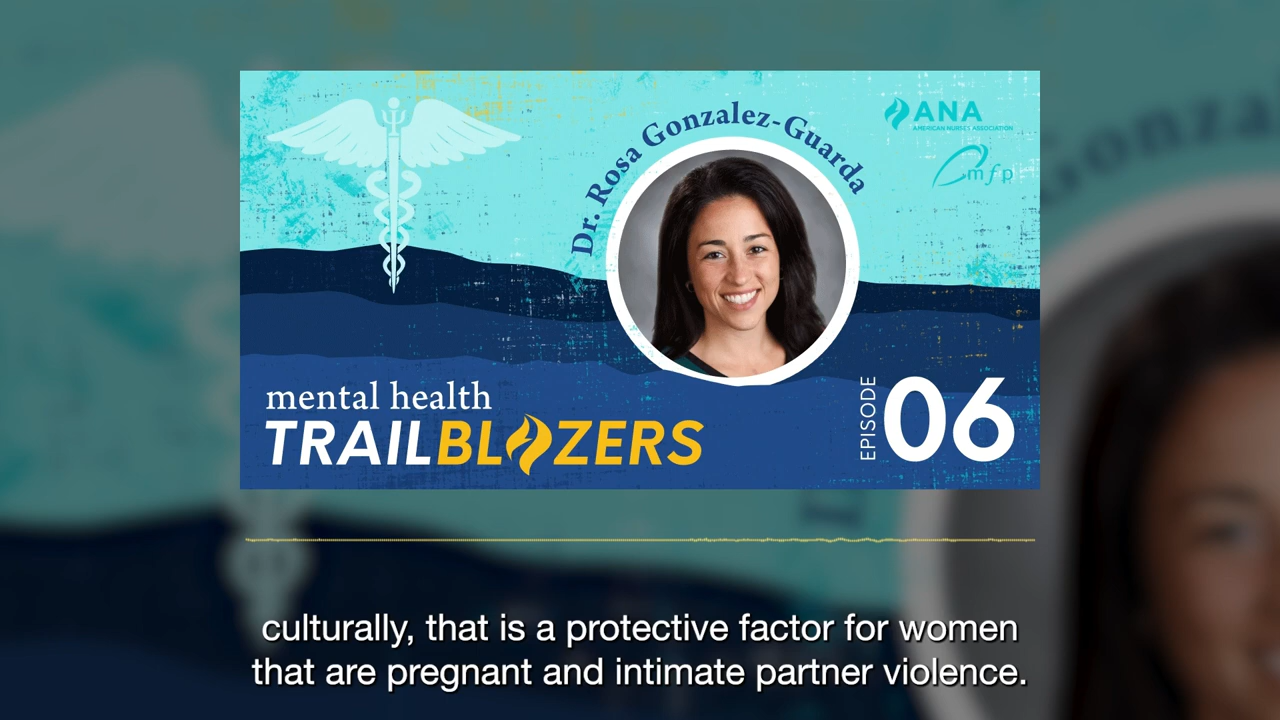 Dr. Rosa Gonzalez-Guarda
ANA
AMERICAN NURSES ASSOCIATION
mfp
mental health
TRAILBLAZERS
EPISODE
06
culturally, that is a protective factor for women
that are pregnant and intimate partner violence.